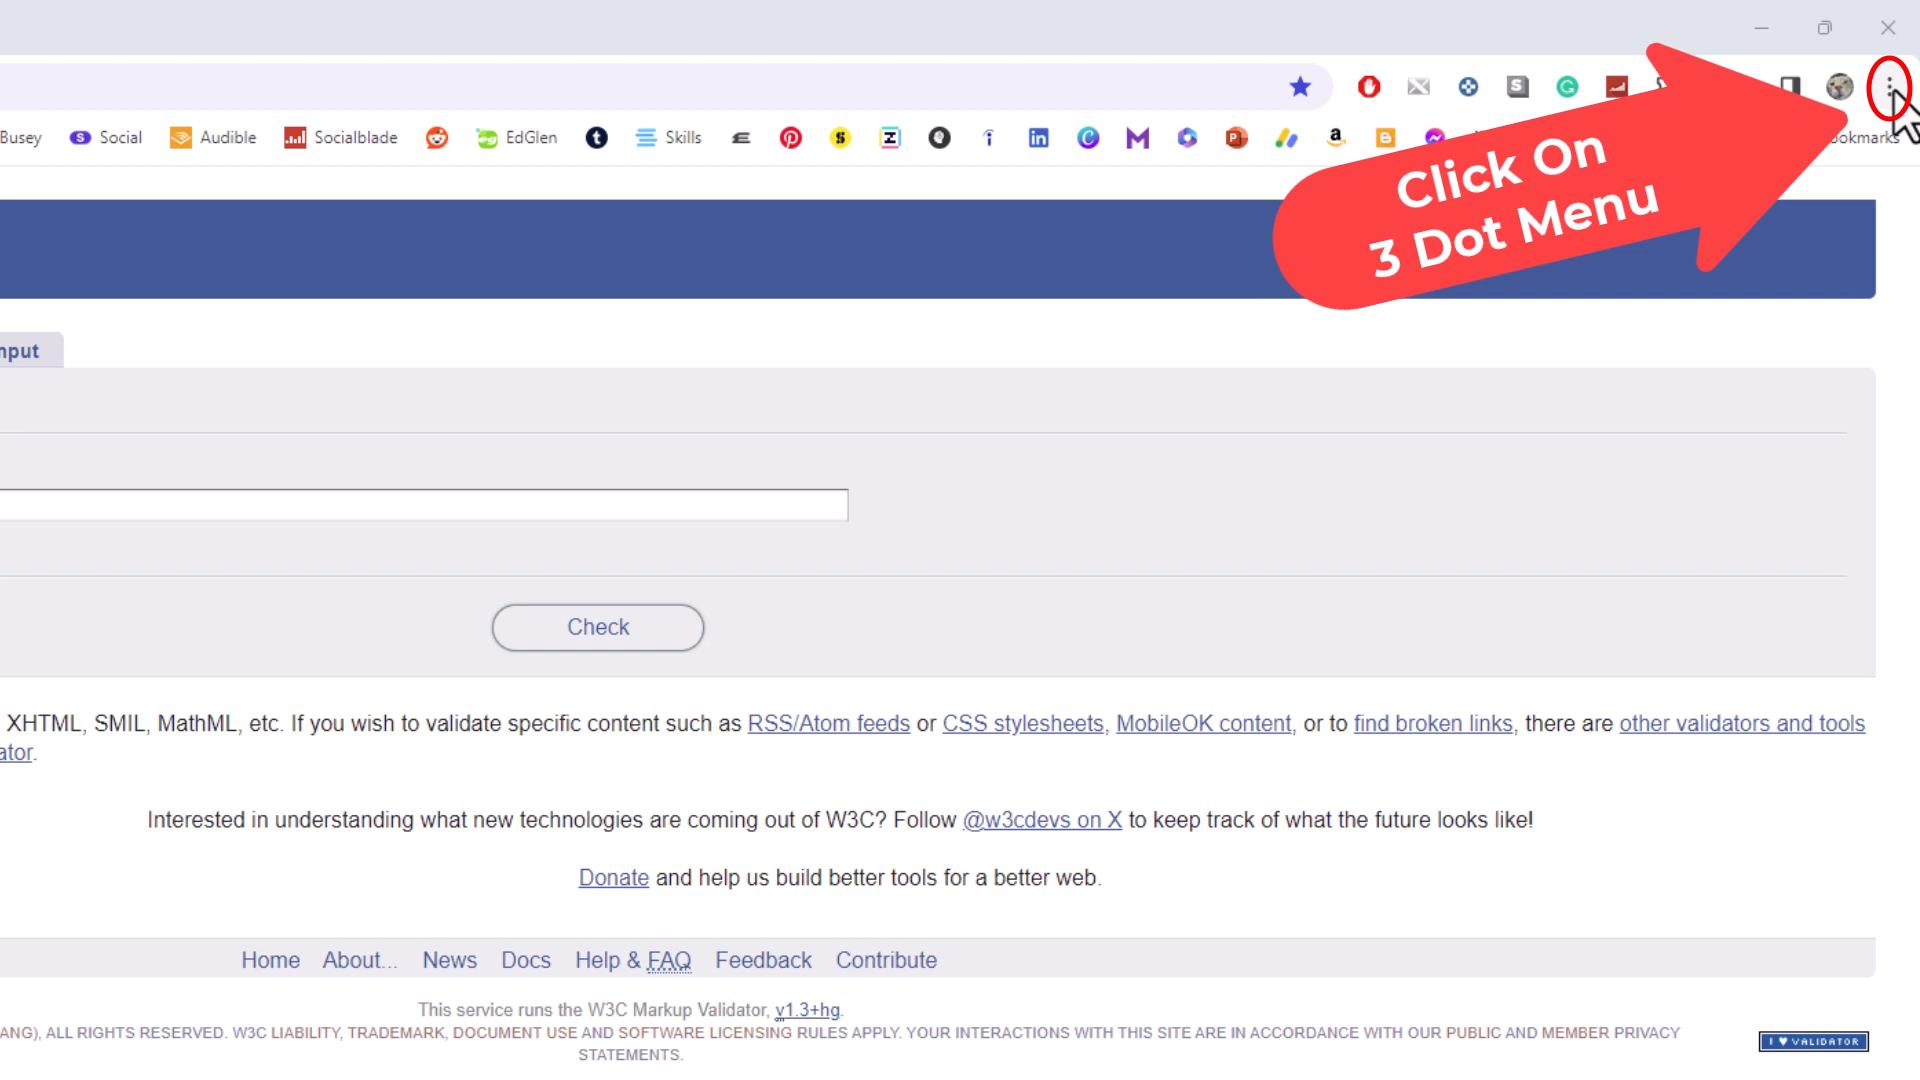 Busey Social Audible Socialblade EdGlen Skills
Click On
3 Dot Menu
Check
XHTML, SMIL, MathML, etc. If you wish to validate specific content such as RSS/Atom feeds or CSS stylesheets, MobileOK content, or to find broken links, there are other validators and tools
Interested in understanding what new technologies are coming out of W3C? Follow @w3cdevs on X to keep track of what the future looks like!
Donate and help us build better tools for a better web.
Home About... News Docs Help & FAQ Feedback Contribute
This service runs the W3C Markup Validator, v1.3+hg.
ALL RIGHTS RESERVED. W3C LIABILITY, TRADEMARK, DOCUMENT USE AND SOFTWARE LICENSING RULES APPLY. YOUR INTERACTIONS WITH THIS SITE ARE IN ACCORDANCE WITH OUR PUBLIC AND MEMBER PRIVACY
STATEMENTS.
I ♥ VALIDATOR